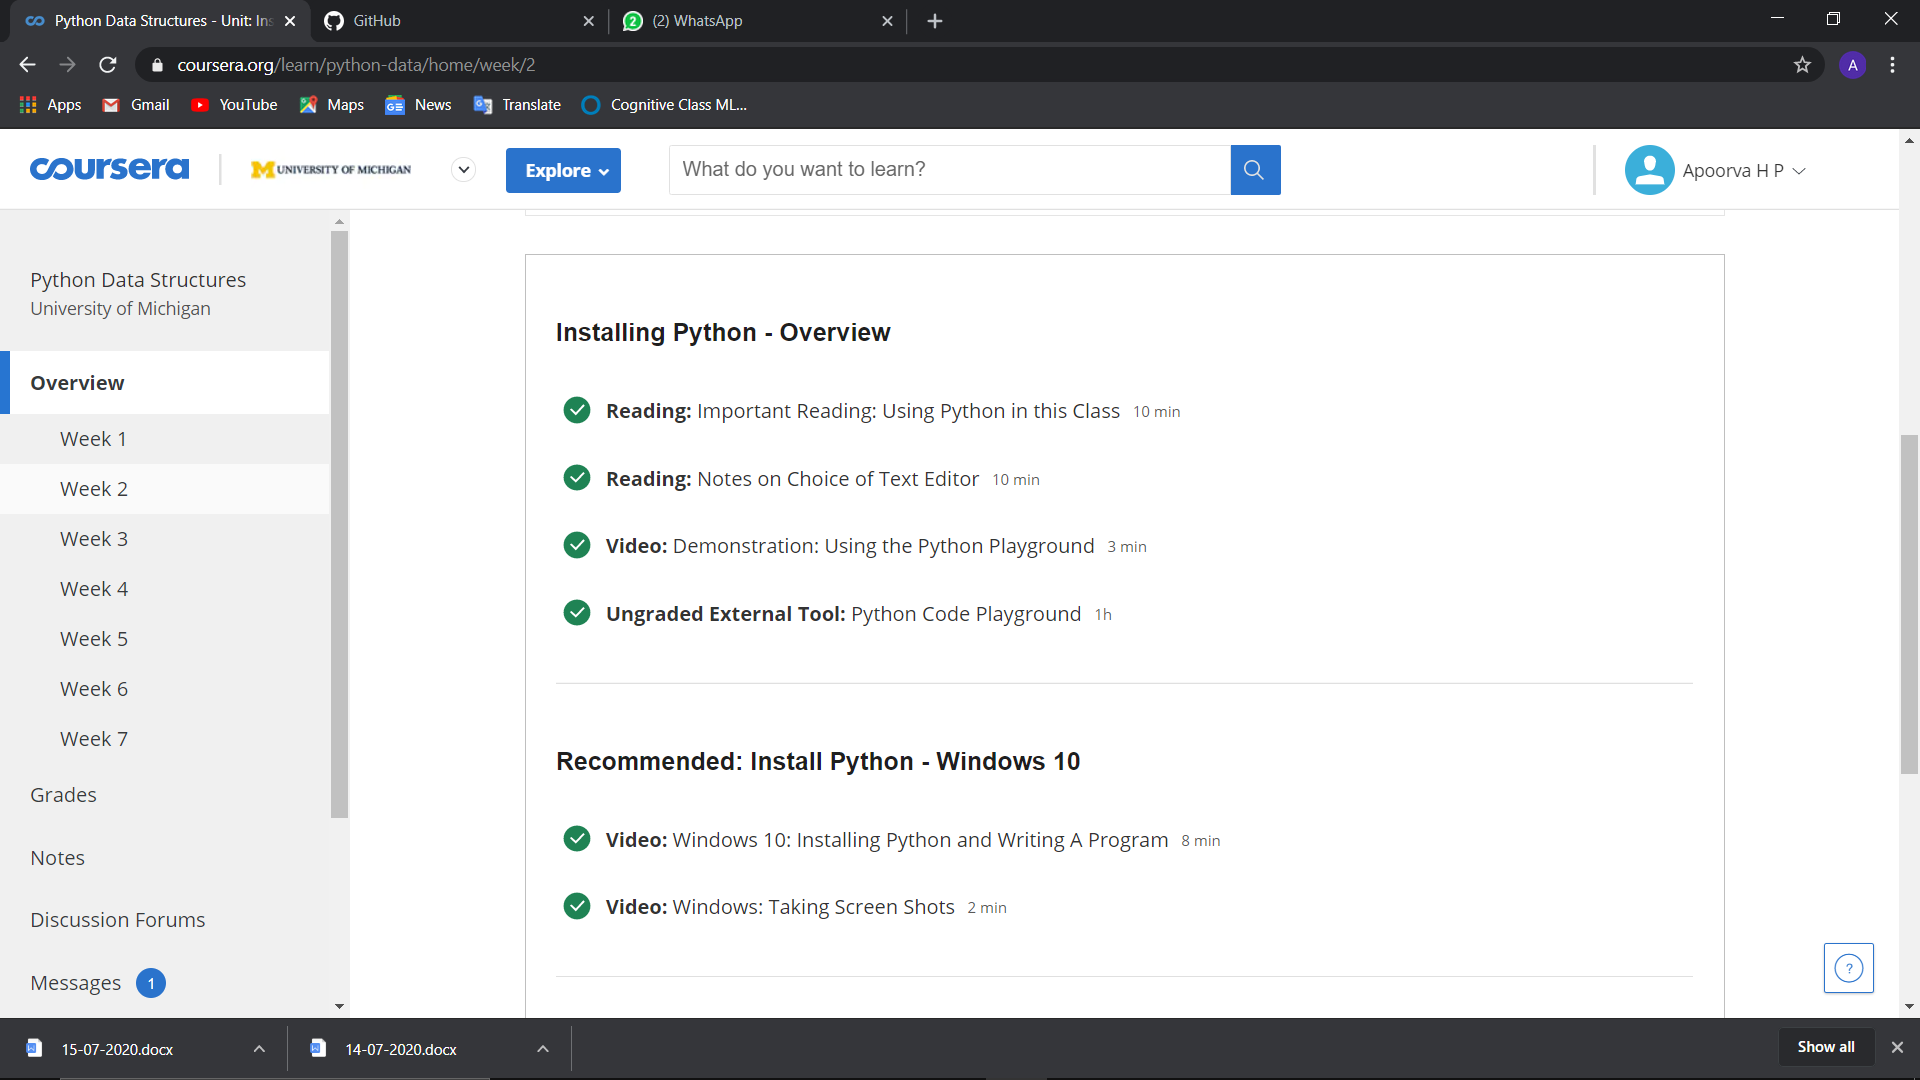 Python Data Structures - Unit: Ins
GitHub
(2) WhatsApp
coursera.org/learn/python-data/home/week/2
A
Apps
Gmail
YouTube
Maps
News
Translate
Cognitive Class ML...
coursera
M UNIVERSITY OF MICHIGAN
Explore
What do you want to learn?
Apoorva H P
Python Data Structures
University of Michigan
Overview
Week 1
Week 2
Week 3
Week 4
Week 5
Week 6
Week 7
Grades
Notes
Discussion Forums
Messages 1
Installing Python - Overview
Reading: Important Reading: Using Python in this Class 10 min
Reading: Notes on Choice of Text Editor 10 min
Video: Demonstration: Using the Python Playground 3 min
Ungraded External Tool: Python Code Playground 1h
Recommended: Install Python - Windows 10
Video: Windows 10: Installing Python and Writing A Program 8 min
Video: Windows: Taking Screen Shots 2 min
?
15-07-2020.docx
14-07-2020.docx
Show all